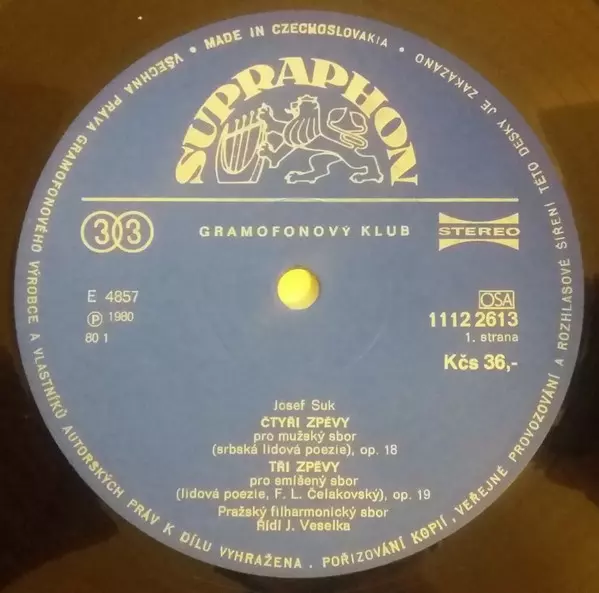 VŠECHNA PRÁVA GRAMOFONOVÉHO VÝROBCE A VLASTNÍKŮ AUTORSKÝCH PRÁV K DÍLU VYHRAŽENA. POŘIZOVÁNÍ KOPIÍ, VEŘEJNÉ PROVOZOVÁNÍ A ROZHLASOVÉ ŠÍŘENÍ TÉTO DESKY JE ZAKÁZÁNO
• MADE IN CZECHOSLOVAKIA •
SUPRAPHON
33
GRAMOFONOVÝ KLUB
STEREO
E 4857
Ⓟ 1980
80 1
OSA
1112 2613
1. strana
Kčs 36,-
Josef Suk
ČTYŘI ZPĚVY
pro mužský sbor
(srbská lidová poezie), op. 18
TŘI ZPĚVY
pro smíšený sbor
(lidová poezie, F. L. Čelakovský), op. 19
Pražský filharmonický sbor
Řídí J. Veselka